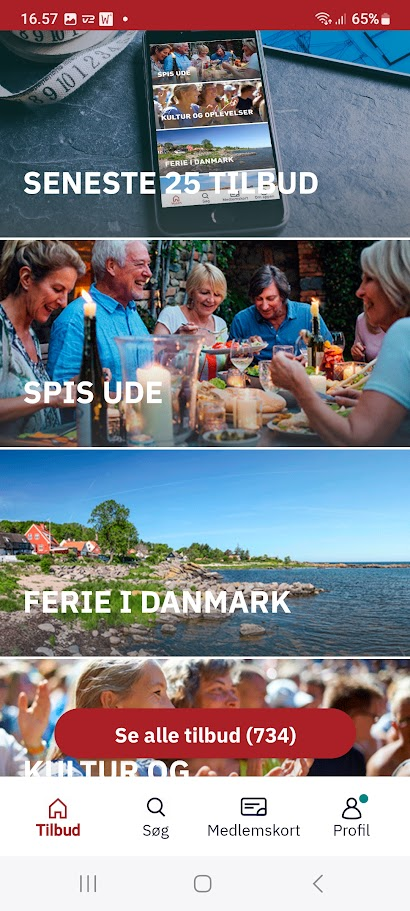 16.57
65%
SPIS UDE
KULTUR OG OPLEVELSER
FERIE I DANMARK
SENESTE 25 TILBUD
SPIS UDE
FERIE I DANMARK
Se alle tilbud (734)
KULTUR OG
Tilbud
Søg
Medlemskort
Profil